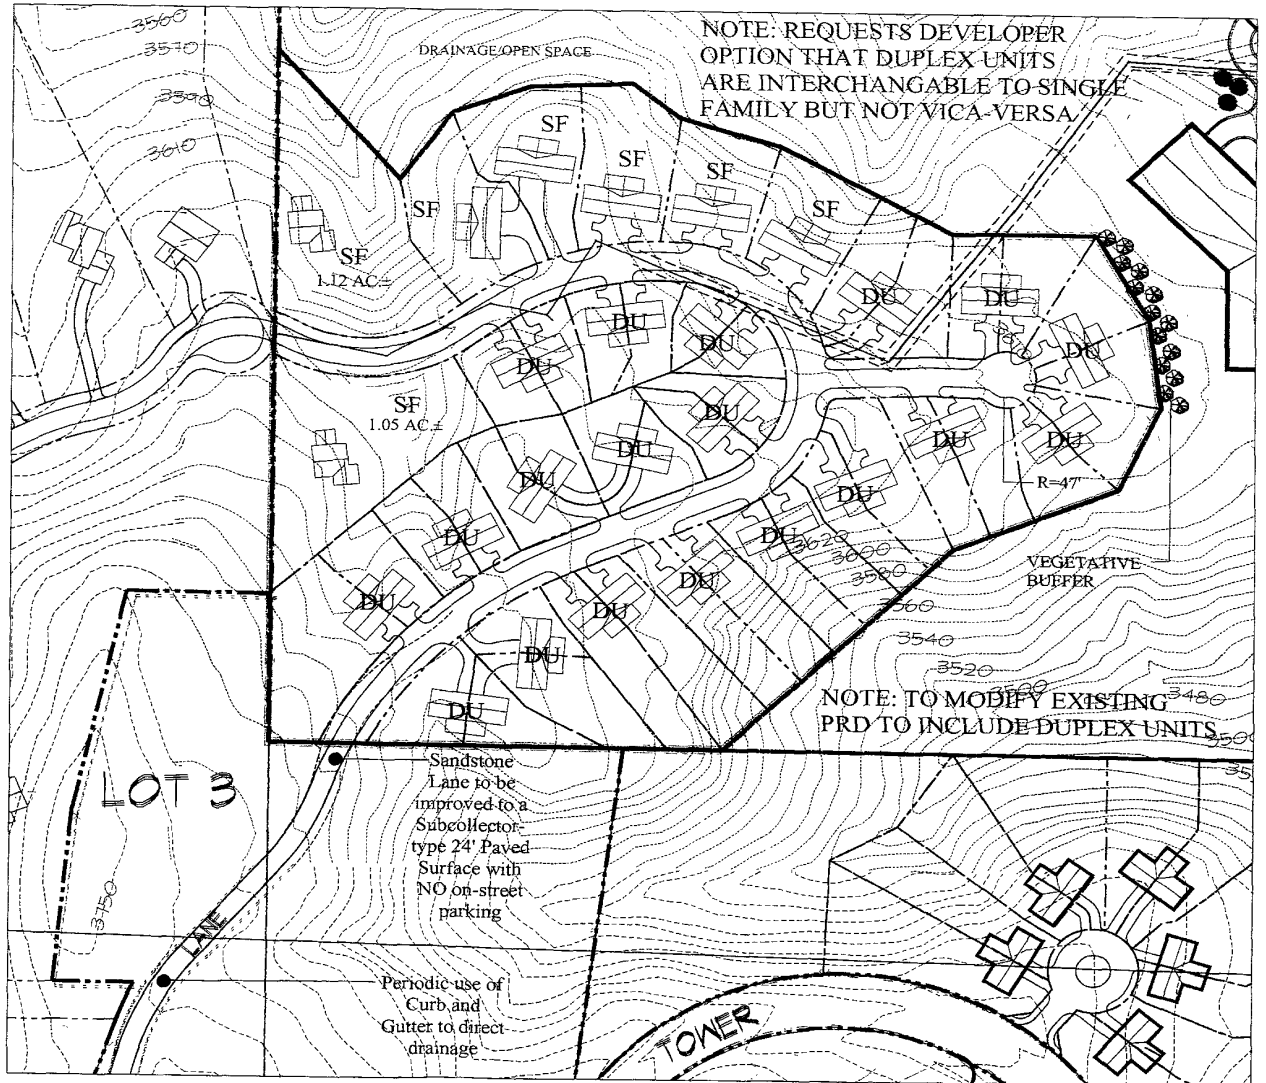 3560
3570
3590
3610
DRAINAGE/OPEN SPACE
NOTE: REQUESTS DEVELOPER
OPTION THAT DUPLEX UNITS
ARE INTERCHANGABLE TO SINGLE
FAMILY BUT NOT VICA-VERSA
SF
SF
SF
SF
SF
SF
1.12 AC ±
DU
DU
DU
DU
DU
DU
SF
1.05 AC ±
DU
DU
DU
DU
DU
DU
R=47'
DU
DU
3620
3600
3580
3560
3540
3520
3500
3480
VEGETATIVE
BUFFER
DU
DU
DU
DU
DU
NOTE: TO MODIFY EXISTING
PRD TO INCLUDE DUPLEX UNITS
LOT 3
3750
LANE
Sandstone
Lane to be
improved to a
Subcollector-
type 24' Paved
Surface with
NO on-street
parking
Periodic use of
Curb and
Gutter to direct
drainage
TOWER